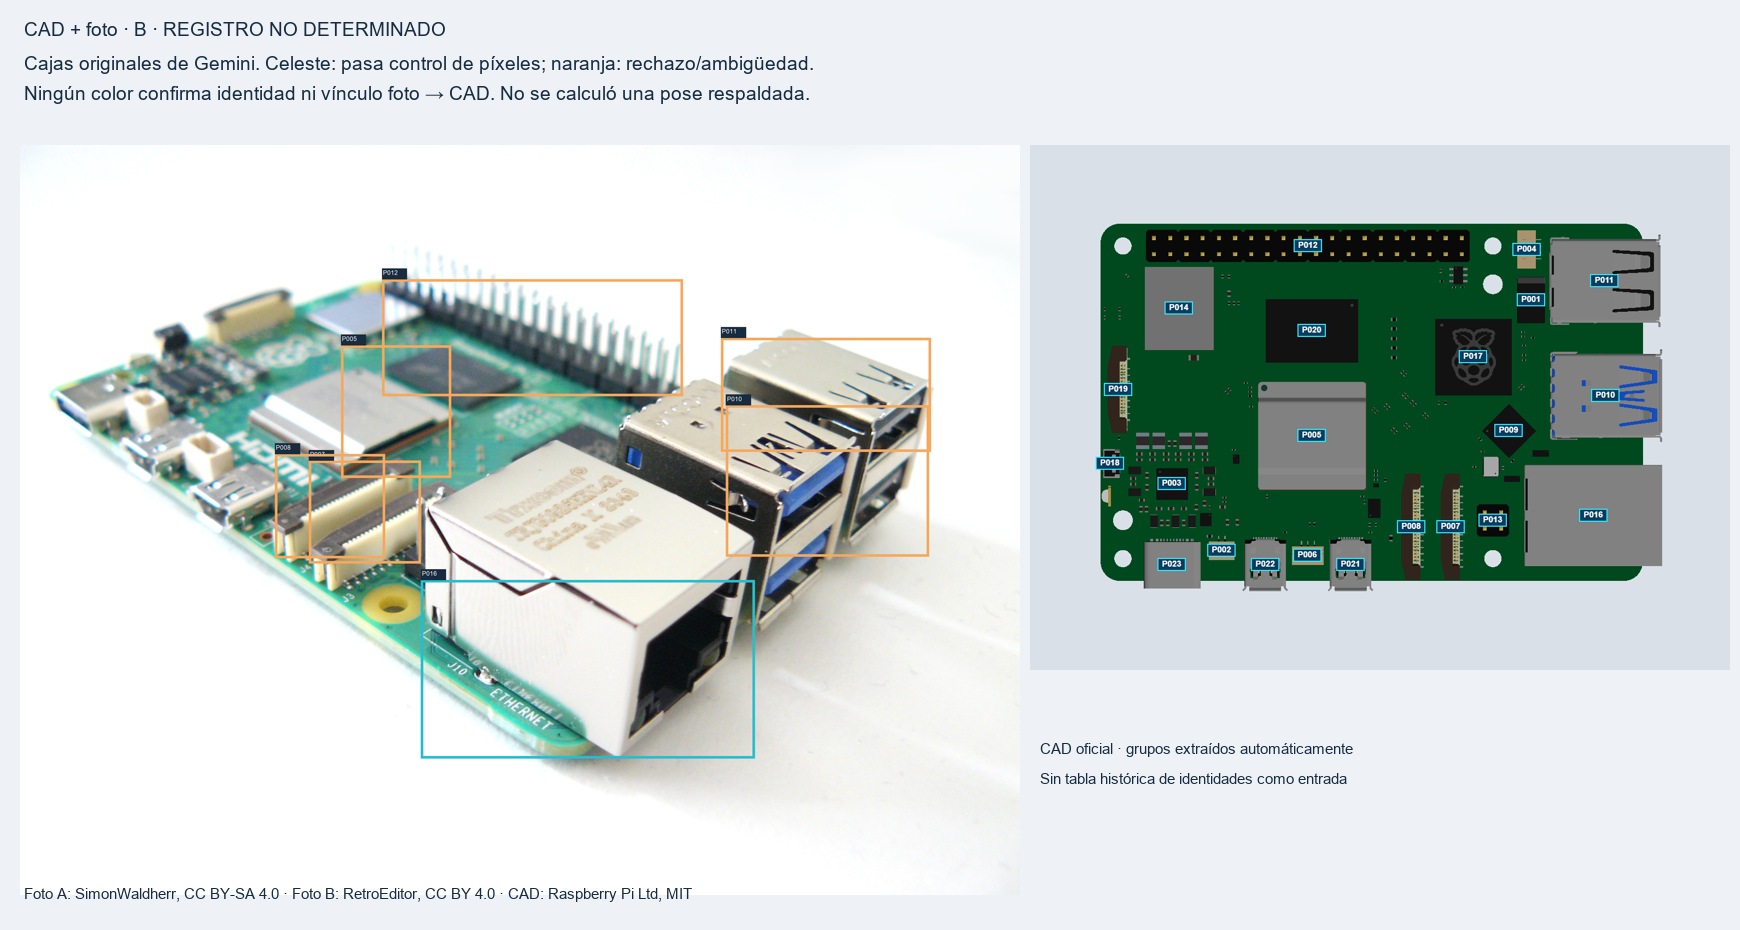 CAD + foto · B · REGISTRO NO DETERMINADO
Cajas originales de Gemini. Celeste: pasa control de píxeles; naranja: rechazo/ambigüedad.
Ningún color confirma identidad ni vínculo foto → CAD. No se calculó una pose respaldada.
P012
P005
P011
P010
P008
P016
HDMI
J10
ETHERNET
P012
P004
P011
P014
P001
P020
P017
P019
P010
P005
P009
P018
P003
P016
P008
P007
P013
P002
P006
P023
P022
P021
CAD oficial · grupos extraídos automáticamente
Sin tabla histórica de identidades como entrada
Foto A: SimonWaldherr, CC BY-SA 4.0 · Foto B: RetroEditor, CC BY 4.0 · CAD: Raspberry Pi Ltd, MIT